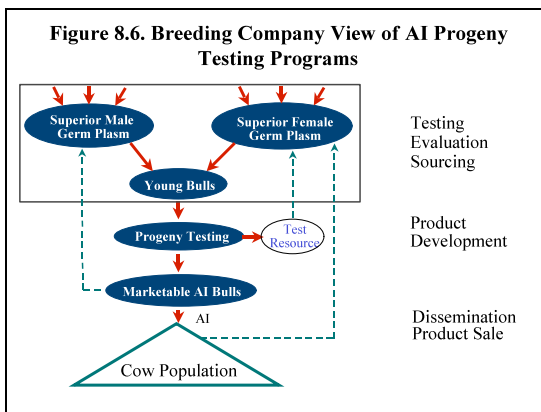 Figure 8.6. Breeding Company View of AI Progeny
Testing Programs
Superior Male
Germ Plasm
Superior Female
Germ Plasm
Testing
Evaluation
Sourcing
Young Bulls
Progeny Testing
Test
Resource
Product
Development
Marketable AI Bulls
AI
Dissemination
Product Sale
Cow Population